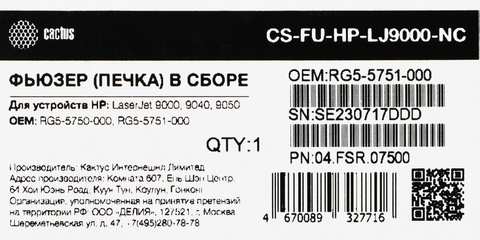 cactus
CS-FU-HP-LJ9000-NC
ФЬЮЗЕР (ПЕЧКА) В СБОРЕ
Для устройств HP: LaserJet 9000, 9040, 9050
OEM: RG5-5750-000, RG5-5751-000
QTY:1
OEM:RG5-5751-000
SN:SE230717DDD
PN:04.FSR.07500
Производитель: Кактус Интернешнл Лимитед
Адрес производителя: Комната 607, Ень Шэн Центр,
64 Хои Юэнь Роад, Куун Тун, Коулун, Гонконг
Организация, уполномоченная на принятие претензий
на территории РФ: ООО «ДЕЛИЯ», 127521, г. Москва
Шереметьевская ул., д. 47, +7(495)280-78-78
4 670089 327716